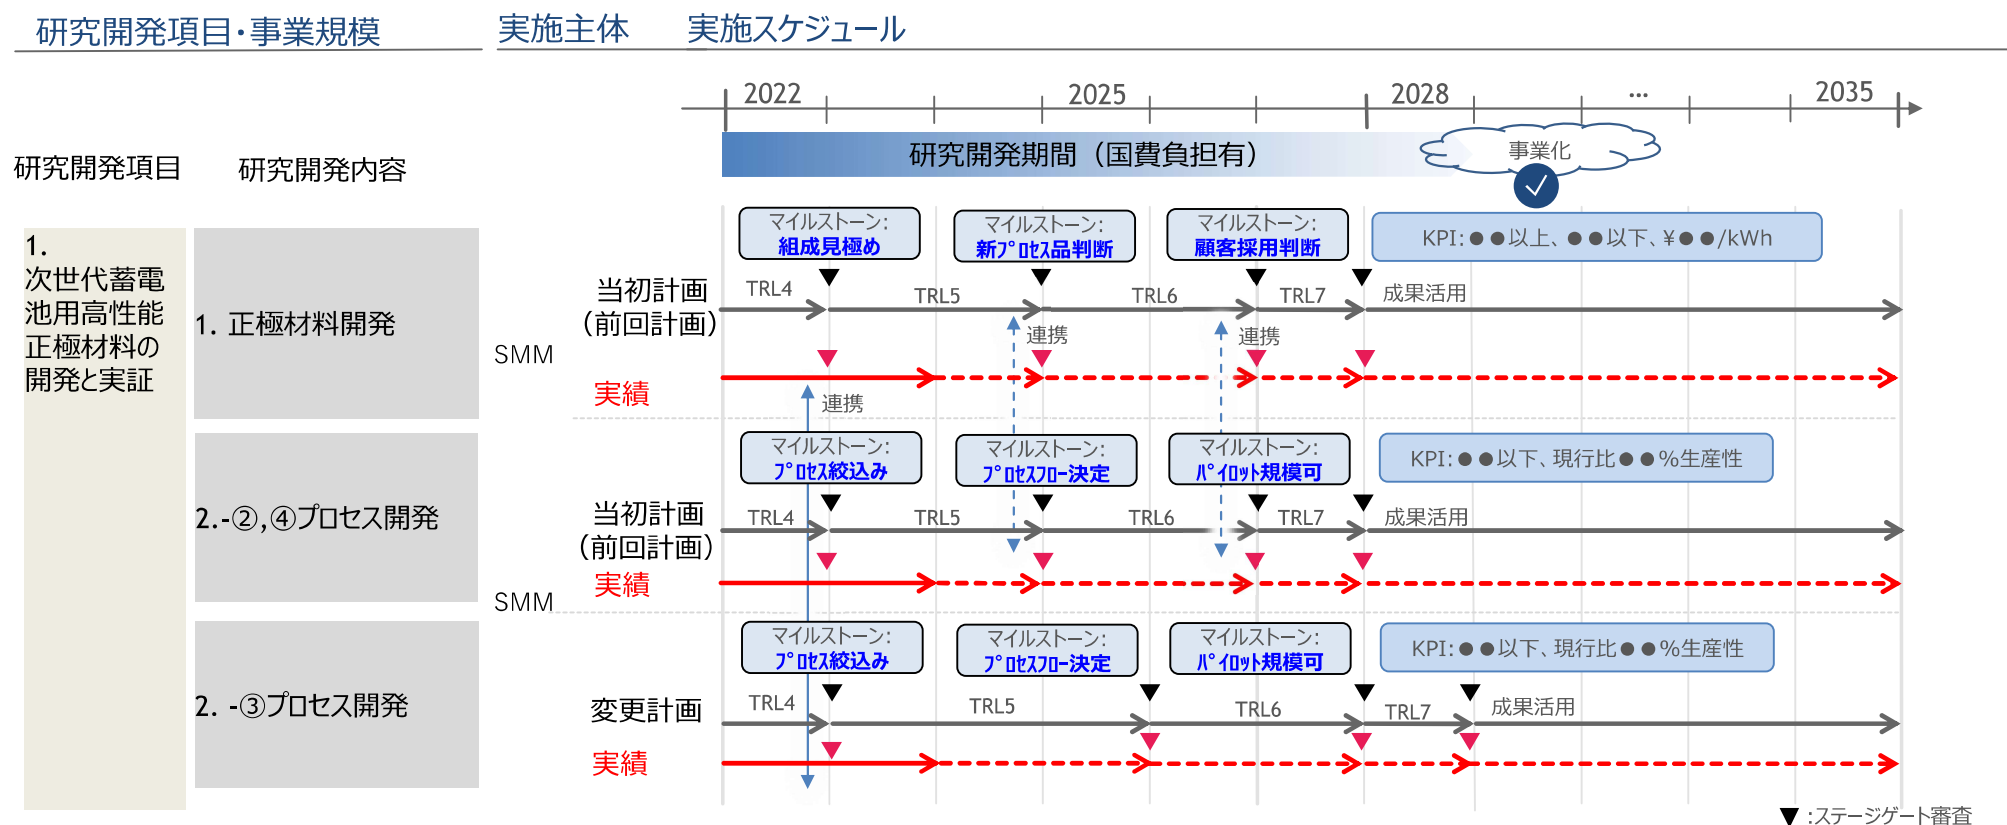 研究開発項目・事業規模
実施主体
実施スケジュール
2022
2025
2028
...
2035
研究開発期間（国費負担有）
事業化
研究開発項目
研究開発内容
マイルストーン:
組成見極め
マイルストーン:
新ﾌﾟﾛｾｽ品判断
マイルストーン:
顧客採用判断
KPI:●●以上、●●以下、¥●●/kWh
1.
次世代蓄電
池用高性能
正極材料の
開発と実証
1. 正極材料開発
SMM
当初計画
（前回計画）
TRL4
TRL5
TRL6
TRL7
成果活用
連携
連携
実績
連携
マイルストーン:
ﾌﾟﾛｾｽ絞込み
マイルストーン:
ﾌﾟﾛｾｽﾌﾛｰ決定
マイルストーン:
ﾊﾟｲﾛｯﾄ規模可
KPI:●●以下、現行比●●%生産性
2.-②,④プロセス開発
当初計画
（前回計画）
TRL4
TRL5
TRL6
TRL7
成果活用
実績
SMM
マイルストーン:
ﾌﾟﾛｾｽ絞込み
マイルストーン:
ﾌﾟﾛｾｽﾌﾛｰ決定
マイルストーン:
ﾊﾟｲﾛｯﾄ規模可
KPI:●●以下、現行比●●%生産性
2. -③プロセス開発
変更計画
TRL4
TRL5
TRL6
TRL7
成果活用
実績
▼:ステージゲート審査